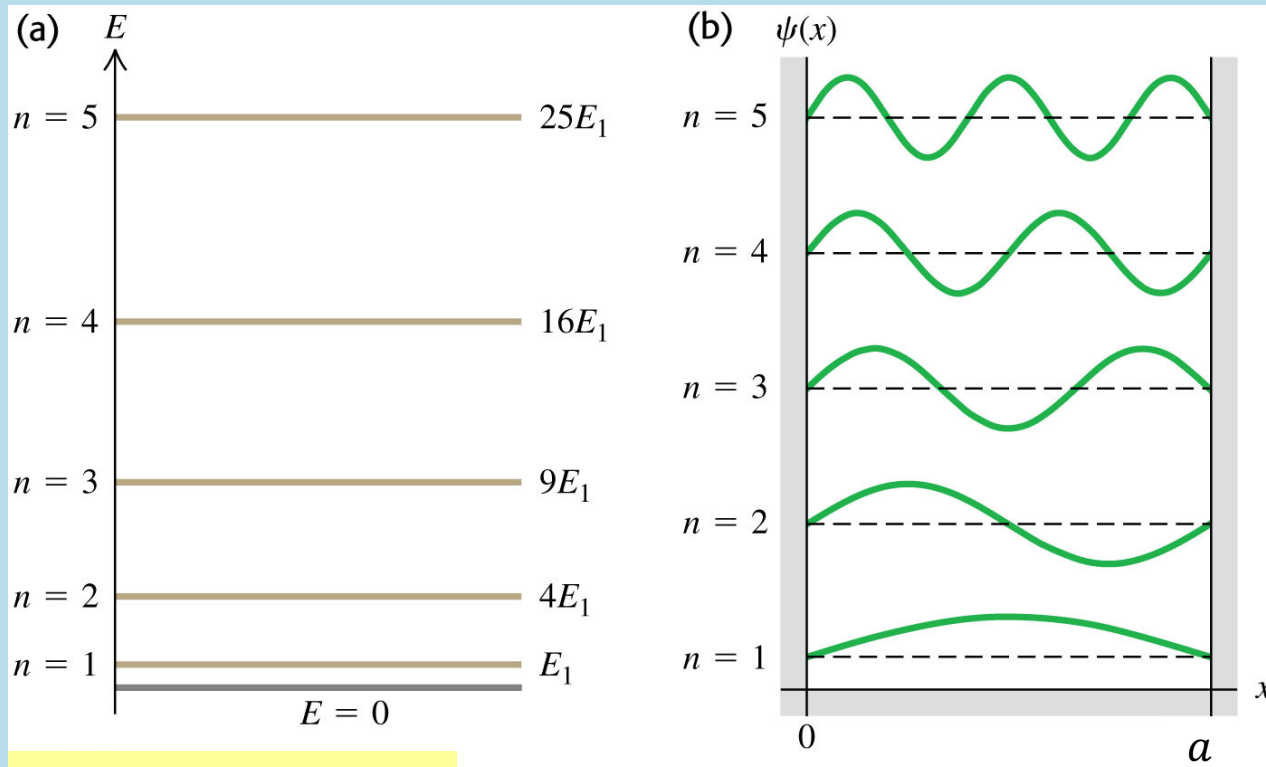 (a)
E
n = 5
25E₁
n = 4
16E₁
n = 3
9E₁
n = 2
4E₁
n = 1
E₁
E = 0
(b)
ψ(x)
n = 5
n = 4
n = 3
n = 2
n = 1
x
0
a